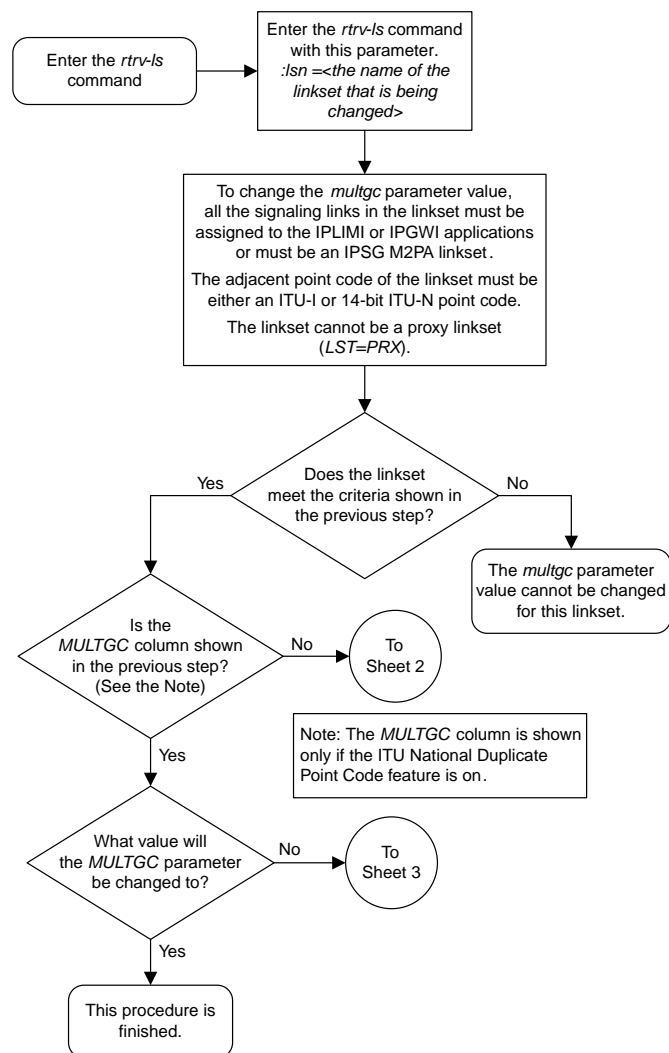 Enter the rtrv-ls
command
Enter the rtrv-ls command
with this parameter.
:lsn =<the name of the
linkset that is being
changed>
To change the multgc parameter value,
all the signaling links in the linkset must be
assigned to the IPLIMI or IPGWI applications
or must be an IPSG M2PA linkset.
The adjacent point code of the linkset must be
either an ITU-I or 14-bit ITU-N point code.
The linkset cannot be a proxy linkset
(LST=PRX).
Does the linkset
meet the criteria shown in
the previous step?
Yes
No
The multgc parameter
value cannot be changed
for this linkset.
Is the
MULTGC column shown
in the previous step?
(See the Note)
No
To
Sheet 2
Yes
Note: The MULTGC column is shown
only if the ITU National Duplicate
Point Code feature is on.
What value will
the MULTGC parameter
be changed to?
No
To
Sheet 3
Yes
This procedure is
finished.